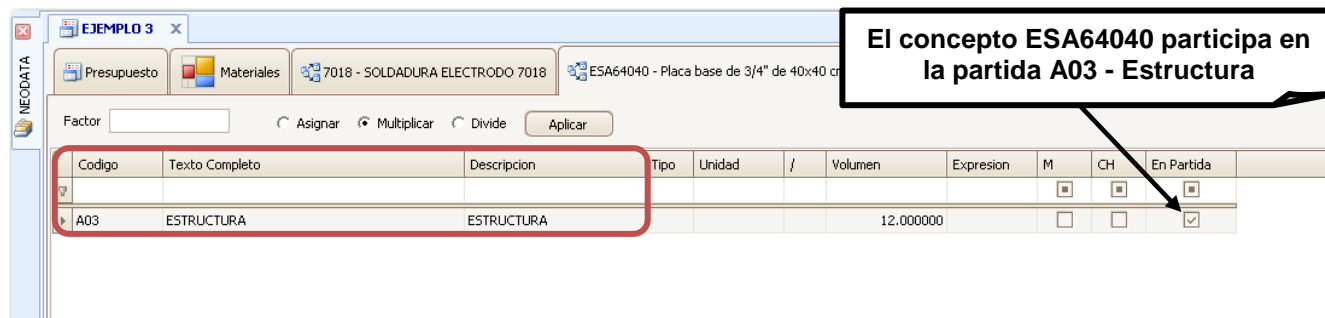 EJEMPLO 3 X
El concepto ESA64040 participa en
la partida A03 - Estructura
NEODATA
Presupuesto Materiales 7018 - SOLDADURA ELECTRODO 7018 ESA64040 - Placa base de 3/4" de 40x40
Factor Asignar Multiplicar Divide Aplicar
Codigo Texto Completo Descripcion Tipo Unidad / Volumen Expresion M CH En Partida
A03 ESTRUCTURA ESTRUCTURA 12.000000